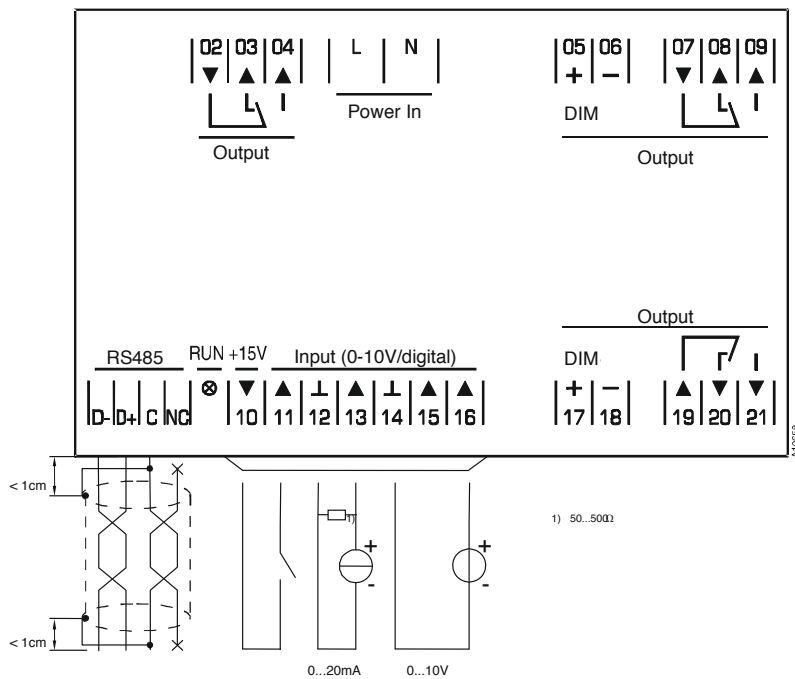 02 03 04 L N 05 06 07 08 09
+ −
Power In DIM
Output Output
Output
RS485 RUN +15V Input (0-10V/digital) DIM
+ −
D- D+ C NC 10 11 12 13 14 15 16 17 18 19 20 21
< 1cm
1)
1) 50...500Ω
+ +
- -
< 1cm
0...20mA 0...10V